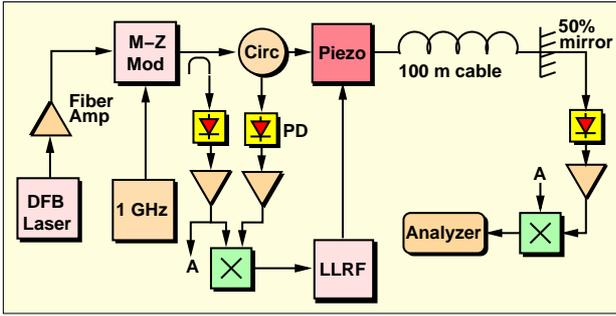 M–Z
Mod
Circ
Piezo
50%
mirror
100 m cable
Fiber
Amp
PD
DFB
Laser
1 GHz
A
LLRF
A
Analyzer